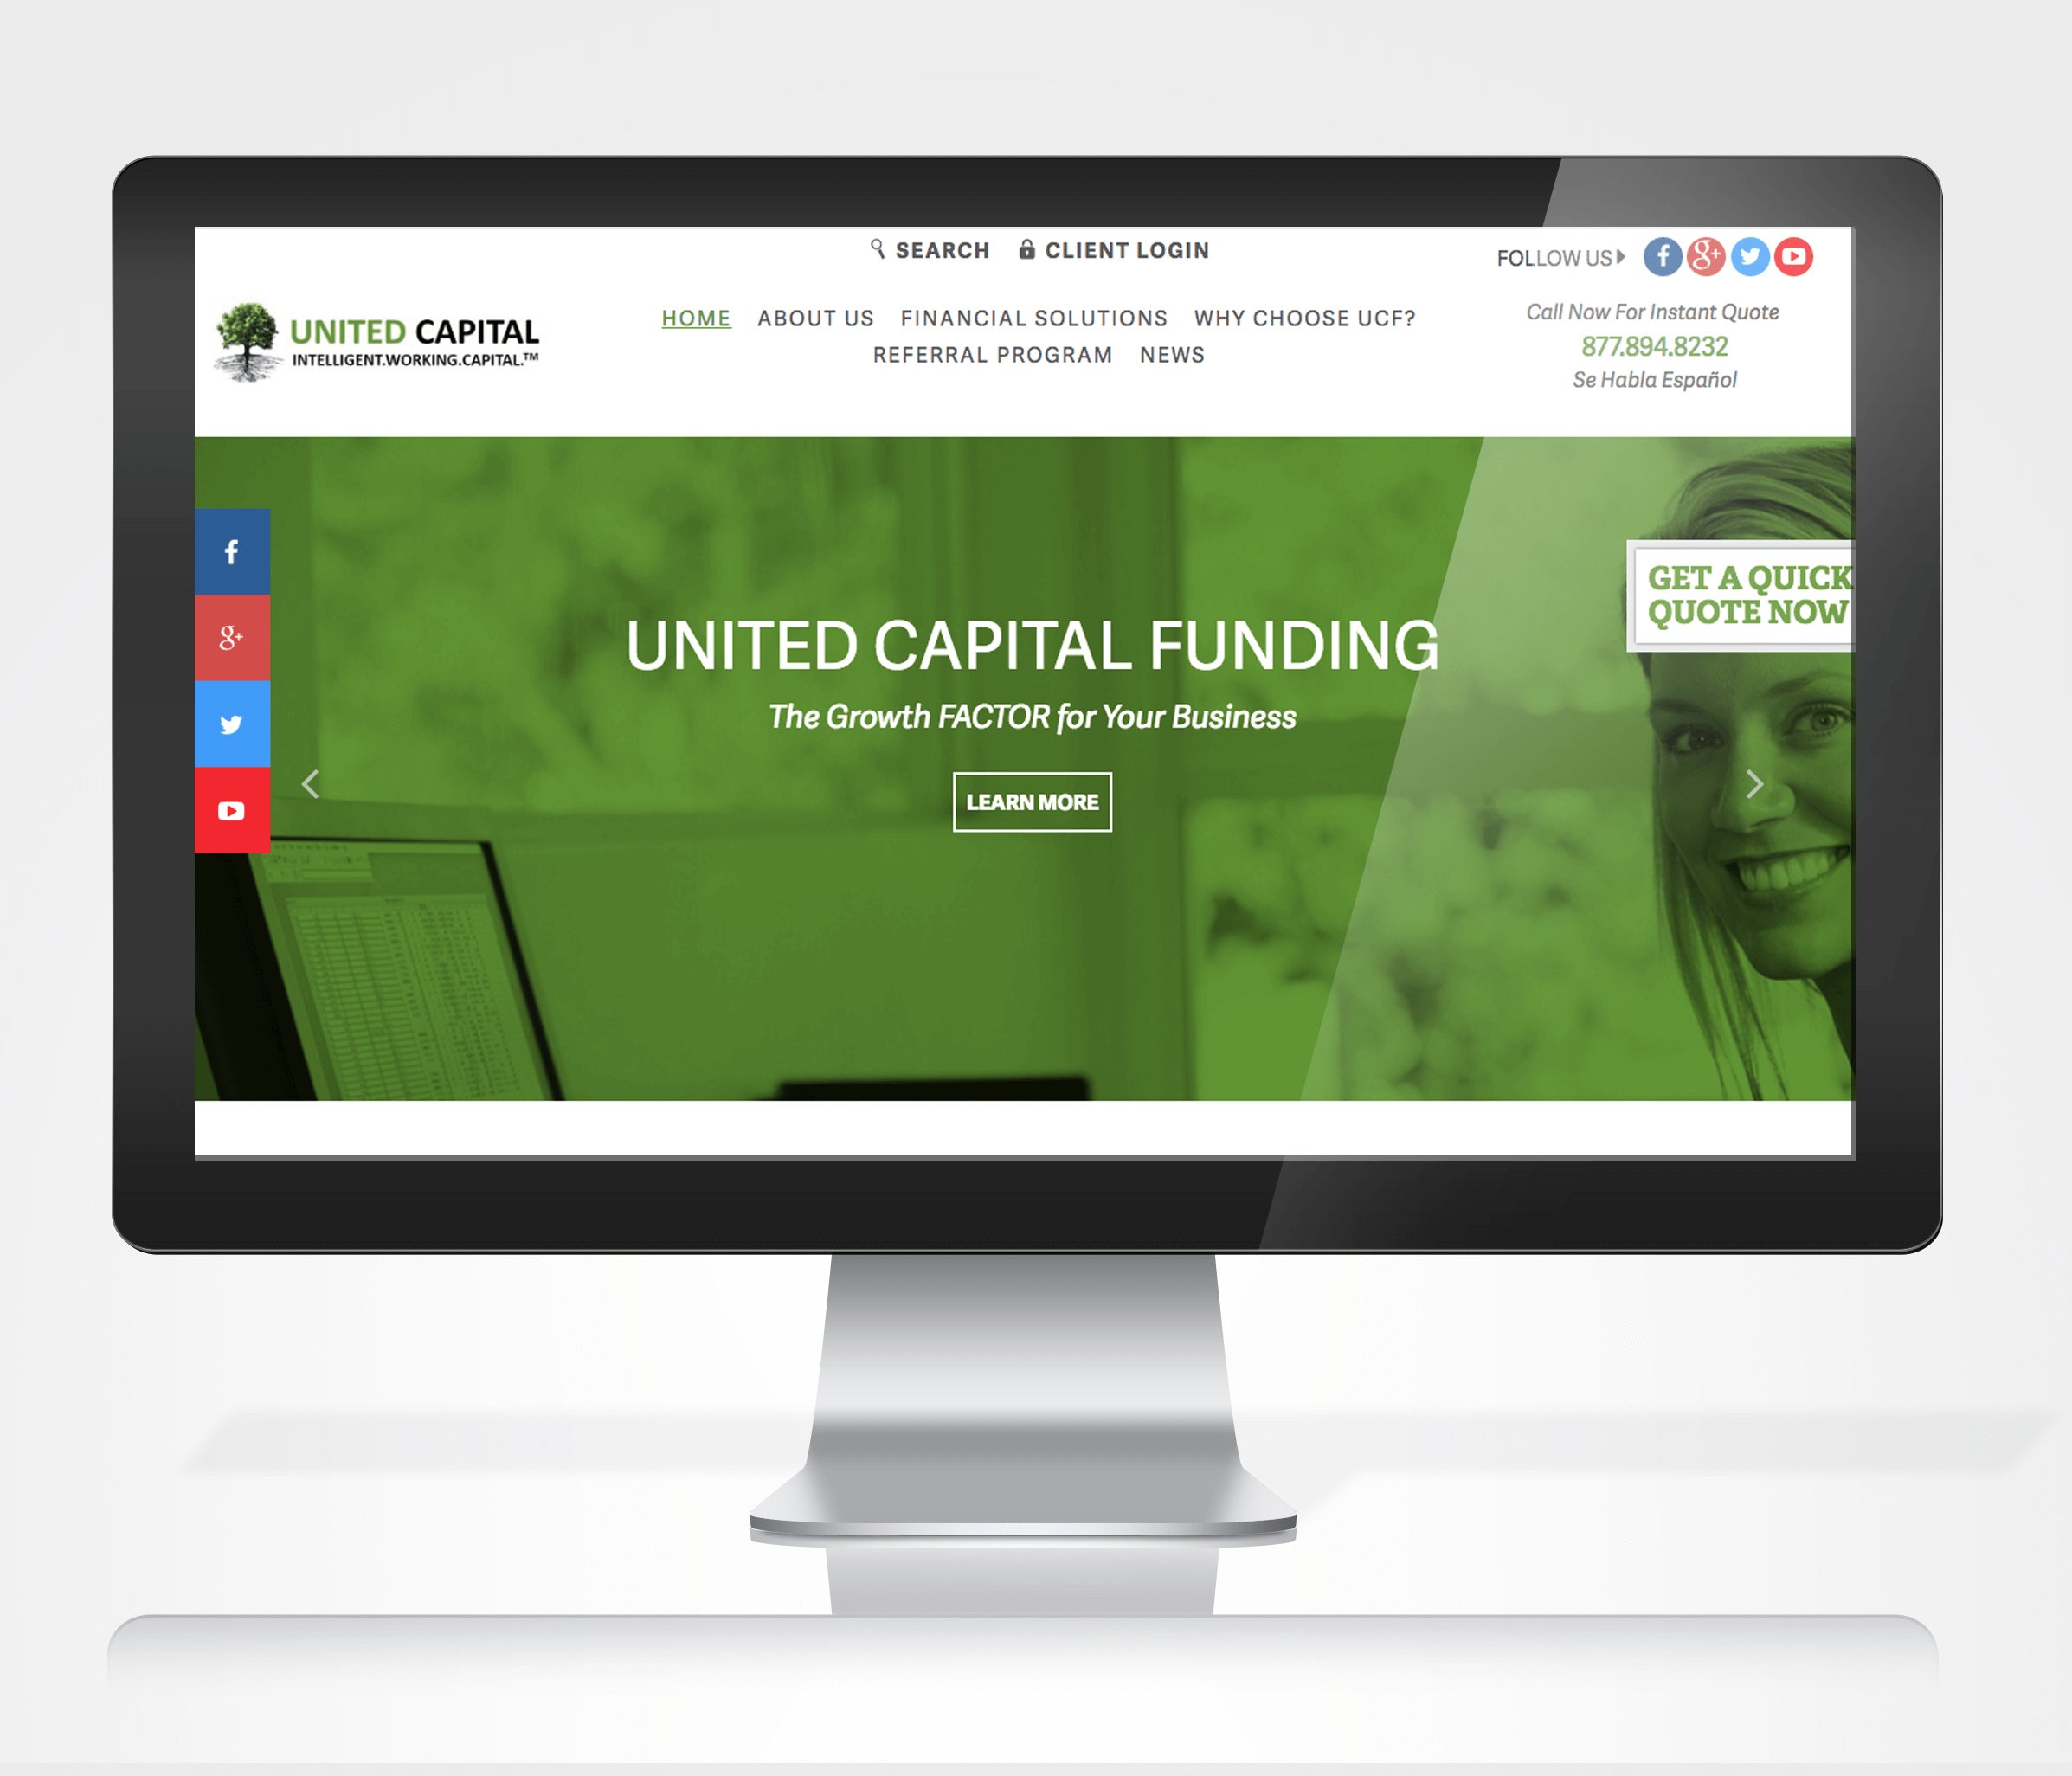 SEARCH CLIENT LOGIN
FOLLOW US
UNITED CAPITAL
INTELLIGENT.WORKING.CAPITAL.™
HOME ABOUT US FINANCIAL SOLUTIONS WHY CHOOSE UCF?
REFERRAL PROGRAM NEWS
Call Now For Instant Quote
877.894.8232
Se Habla Español
GET A QUICK
QUOTE NOW
UNITED CAPITAL FUNDING
The Growth FACTOR for Your Business
LEARN MORE